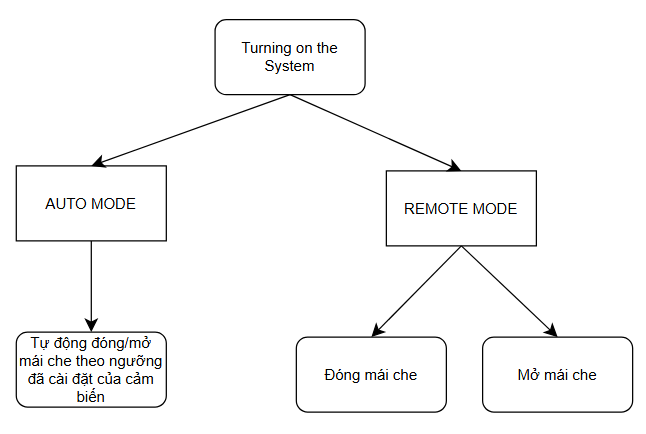 Turning on the
System
AUTO MODE
REMOTE MODE
Tự động đóng/mở
mái che theo ngưỡng
đã cài đặt của cảm
biến
Đóng mái che
Mở mái che